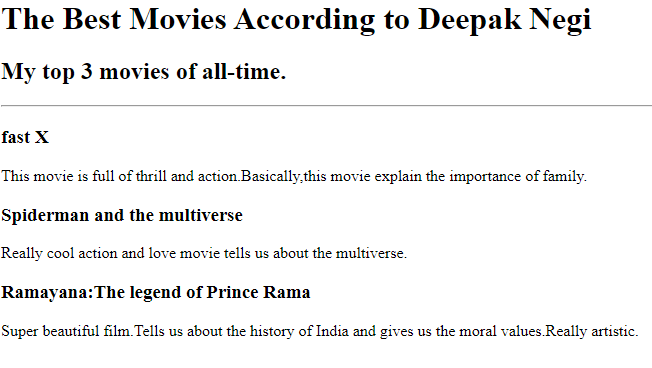 The Best Movies According to Deepak Negi
My top 3 movies of all-time.
fast X
This movie is full of thrill and action.Basically,this movie explain the importance of family.
Spiderman and the multiverse
Really cool action and love movie tells us about the multiverse.
Ramayana:The legend of Prince Rama
Super beautiful film.Tells us about the history of India and gives us the moral values.Really artistic.